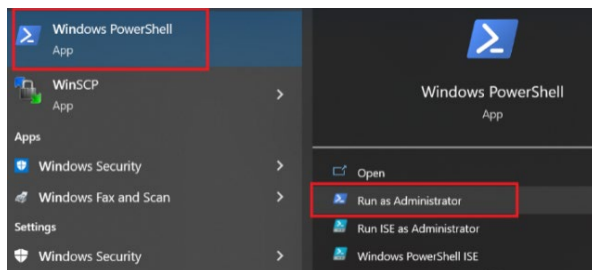 Windows PowerShell
App
WinSCP
App
Apps
Windows Security
Windows Fax and Scan
Settings
Windows Security
Windows PowerShell
App
Open
Run as Administrator
Run ISE as Administrator
Windows PowerShell ISE